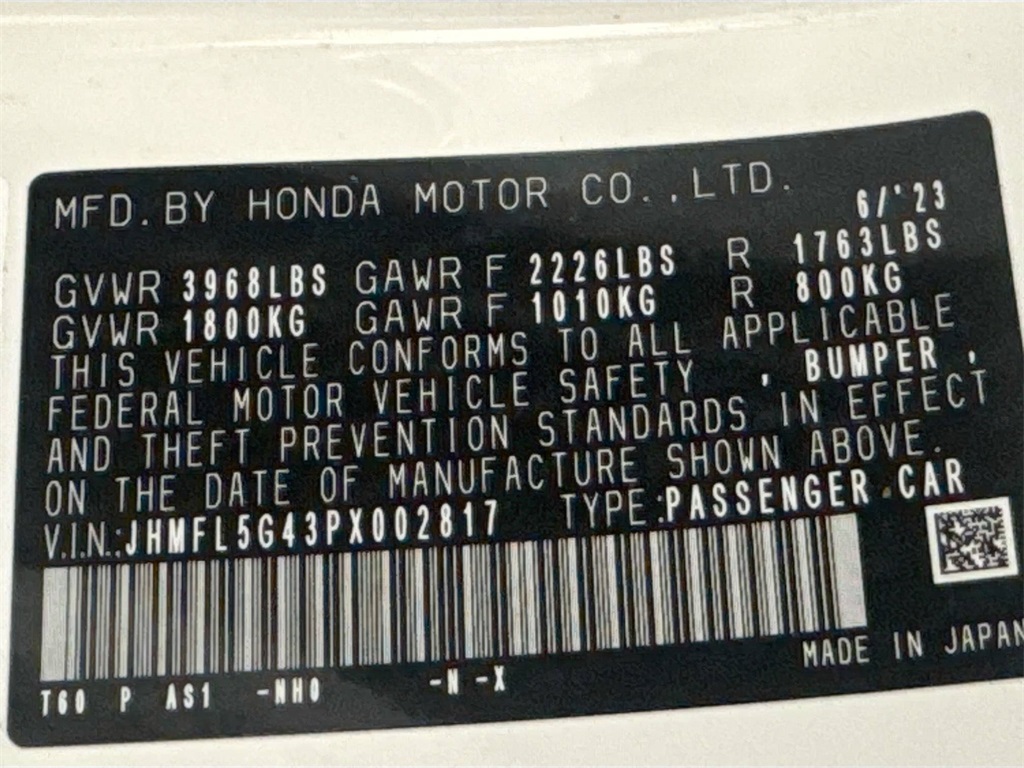 MFD. BY HONDA MOTOR CO., LTD.
6/'23
GVWR 3968LBS GAWR F 2226LBS R 1763LBS
GVWR 1800KG GAWR F 1010KG R 800KG
THIS VEHICLE CONFORMS TO ALL APPLICABLE
FEDERAL MOTOR VEHICLE SAFETY , BUMPER ,
AND THEFT PREVENTION STANDARDS IN EFFECT
ON THE DATE OF MANUFACTURE SHOWN ABOVE.
V.I.N.:JHMFL5G43PX002817 TYPE:PASSENGER CAR
MADE IN JAPAN
T60 P AS1 -NH0 -N -X